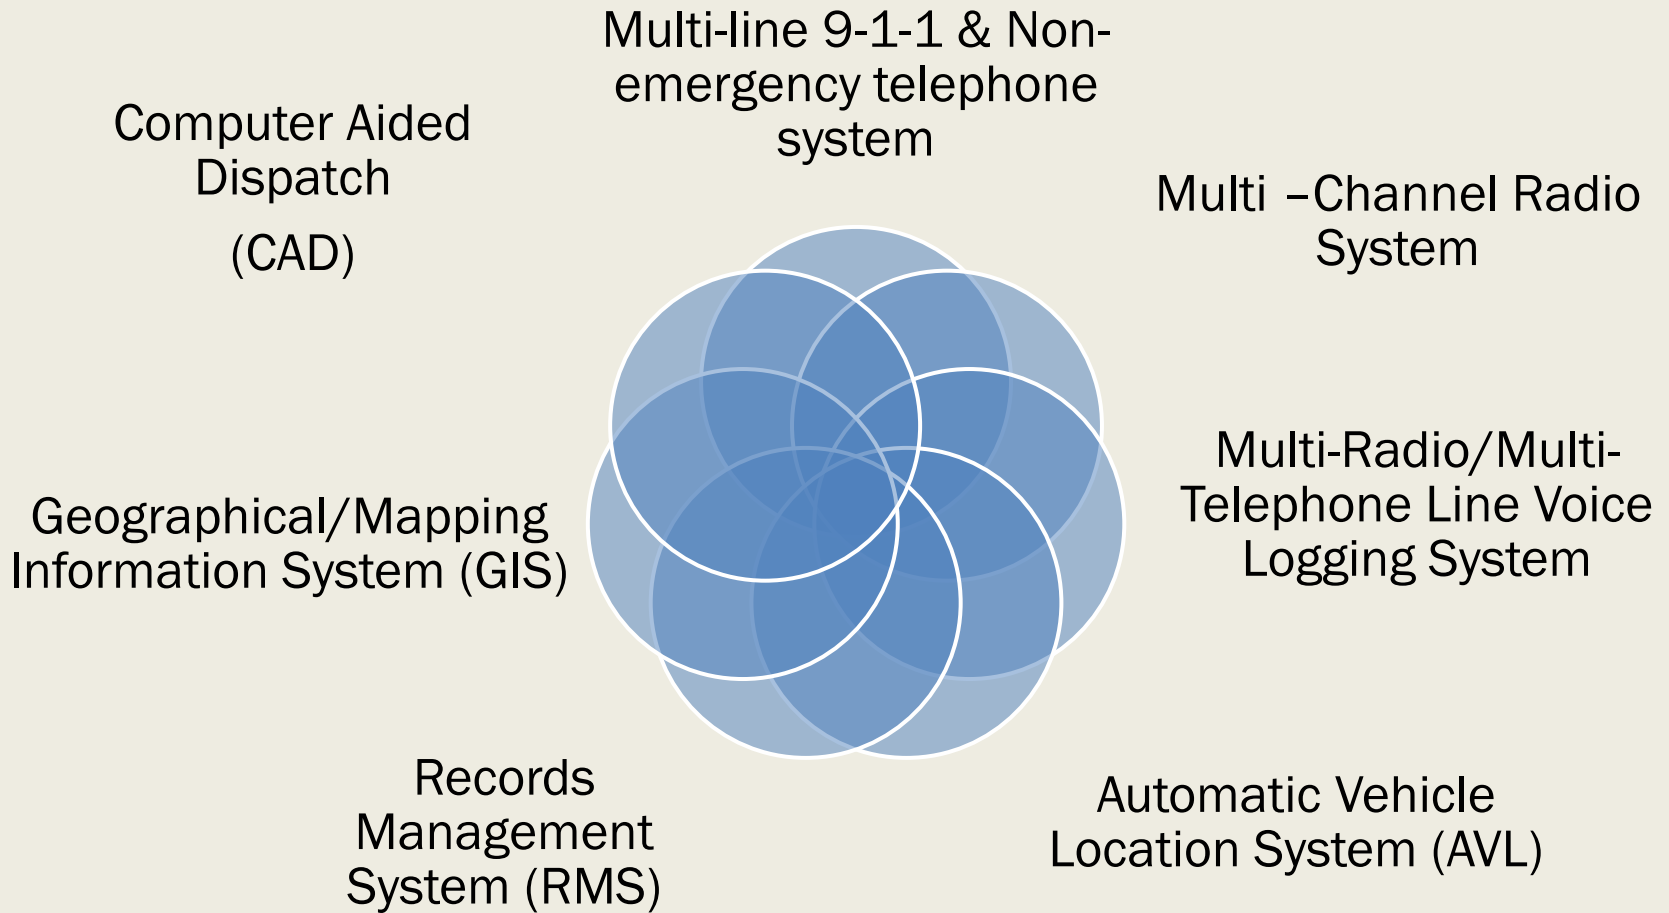 Multi-line 9-1-1 & Non-
emergency telephone
system
Computer Aided
Dispatch
(CAD)
Multi –Channel Radio
System
Multi-Radio/Multi-
Telephone Line Voice
Logging System
Geographical/Mapping
Information System (GIS)
Records
Management
System (RMS)
Automatic Vehicle
Location System (AVL)